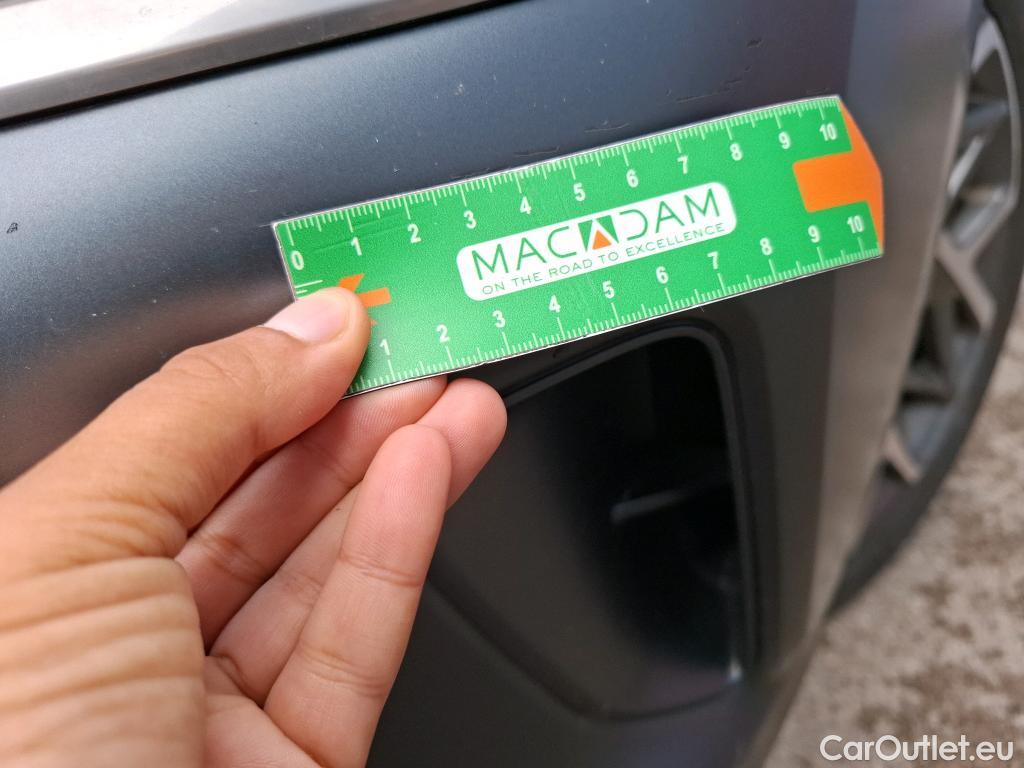 0 1 2 3 4 5 6 7 8 9 10
MACADAM
ON THE ROAD TO EXCELLENCE
1 2 3 4 5 6 7 8 9 10
CarOutlet.eu